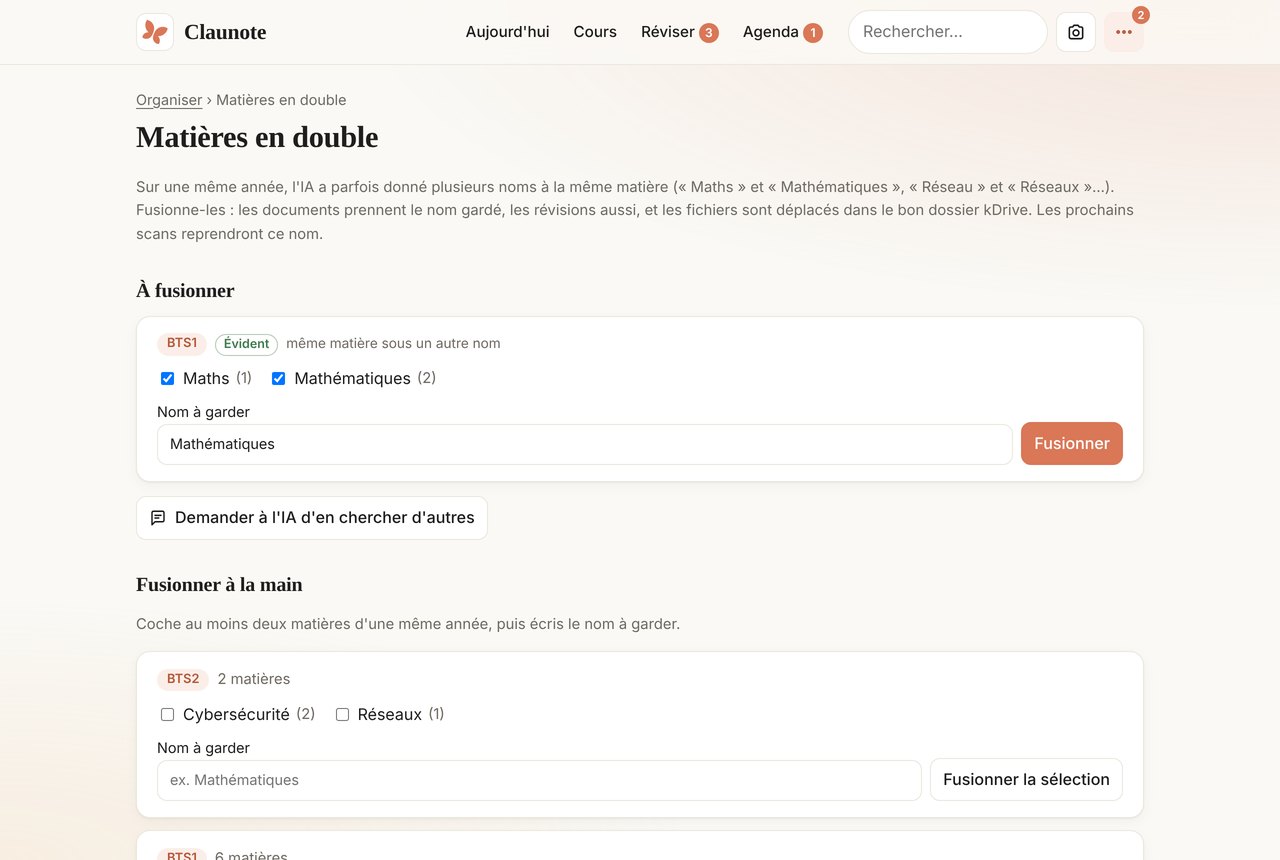 Claunote
Aujourd'hui Cours Réviser 3 Agenda 1 Rechercher... 2
Organiser › Matières en double
Matières en double
Sur une même année, l'IA a parfois donné plusieurs noms à la même matière (« Maths » et « Mathématiques », « Réseau » et « Réseaux »...).
Fusionne-les : les documents prennent le nom gardé, les révisions aussi, et les fichiers sont déplacés dans le bon dossier kDrive. Les prochains
scans reprendront ce nom.
À fusionner
BTS1 Évident même matière sous un autre nom
Maths (1) Mathématiques (2)
Nom à garder
Mathématiques Fusionner
Demander à l'IA d'en chercher d'autres
Fusionner à la main
Coche au moins deux matières d'une même année, puis écris le nom à garder.
BTS2 2 matières
Cybersécurité (2) Réseaux (1)
Nom à garder
ex. Mathématiques Fusionner la sélection
BTS1 6 matières